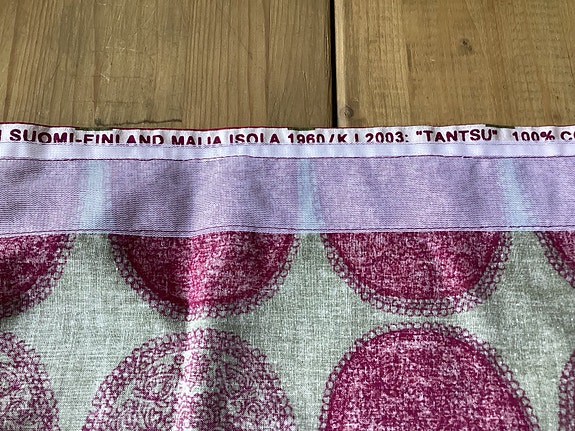 SUOMI-FINLAND MAIJA ISOLA 1960/K I 2003: "TANTSU" 100%